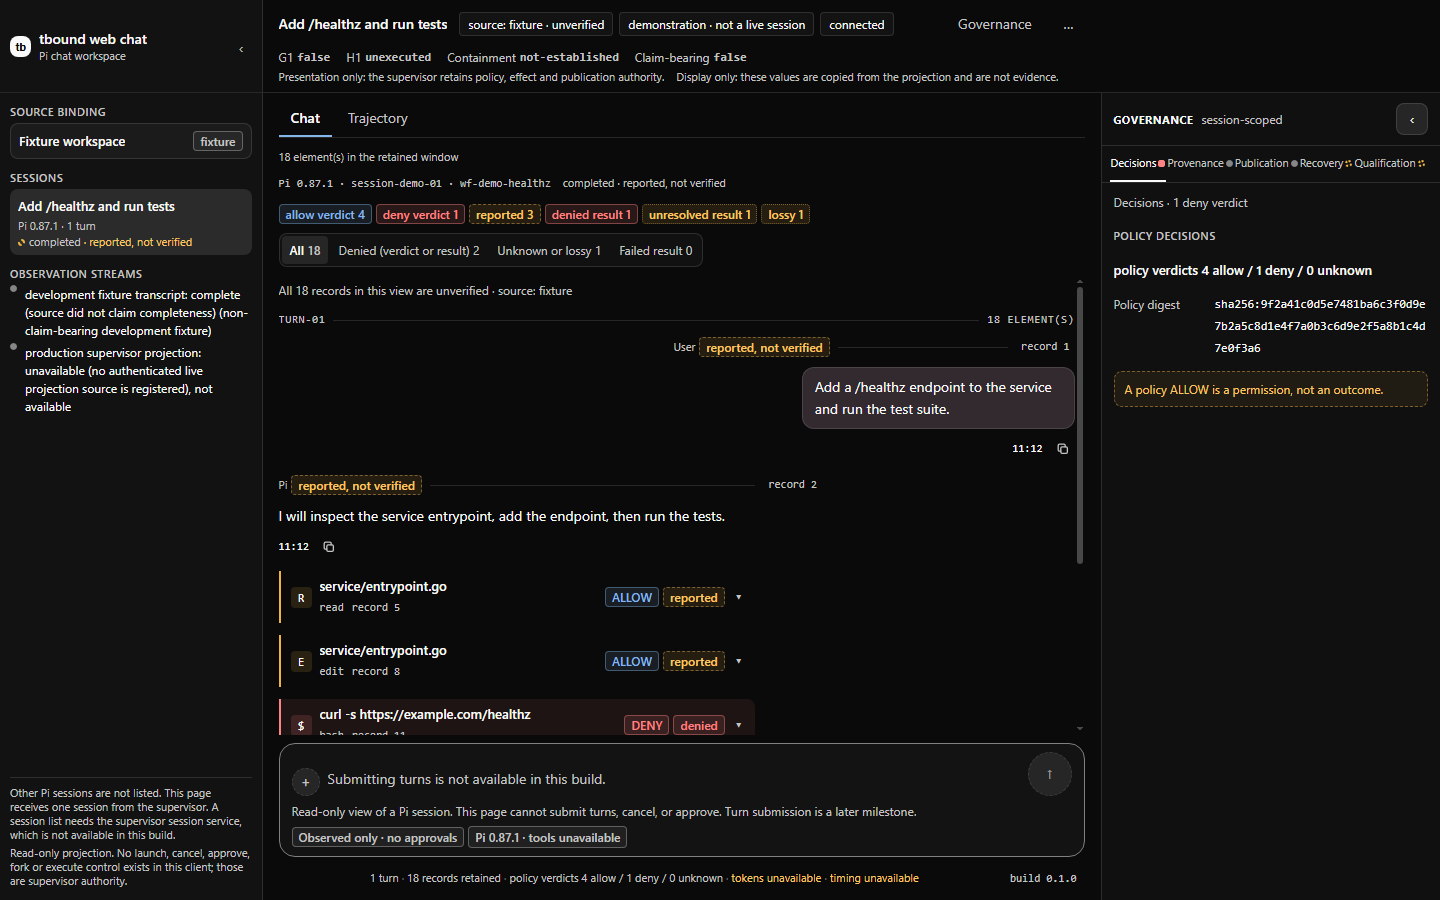 tb
tbound web chat
Pi chat workspace
‹
SOURCE BINDING
Fixture workspace
fixture
SESSIONS
Add /healthz and run tests
Pi 0.87.1 · 1 turn
completed · reported, not verified
OBSERVATION STREAMS
development fixture transcript: complete
(source did not claim completeness) (non-
claim-bearing development fixture)
production supervisor projection:
unavailable (no authenticated live
projection source is registered), not
available
Other Pi sessions are not listed. This page
receives one session from the supervisor. A
session list needs the supervisor session service,
which is not available in this build.
Read-only projection. No launch, cancel, approve,
fork or execute control exists in this client; those
are supervisor authority.
Add /healthz and run tests
source: fixture · unverified
demonstration · not a live session
connected
Governance
...
G1 false H1 unexecuted Containment not-established Claim-bearing false
Presentation only: the supervisor retains policy, effect and publication authority. Display only: these values are copied from the projection and are not evidence.
Chat
Trajectory
18 element(s) in the retained window
Pi 0.87.1 · session-demo-01 · wf-demo-healthz completed · reported, not verified
allow verdict 4
deny verdict 1
reported 3
denied result 1
unresolved result 1
lossy 1
All 18
Denied (verdict or result) 2
Unknown or lossy 1
Failed result 0
All 18 records in this view are unverified · source: fixture
TURN-01
18 ELEMENT(S)
User reported, not verified
record 1
Add a /healthz endpoint to the service
and run the test suite.
11:12
Pi reported, not verified
record 2
I will inspect the service entrypoint, add the endpoint, then run the tests.
11:12
R
service/entrypoint.go
read record 5
ALLOW reported
E
service/entrypoint.go
edit record 8
ALLOW reported
$
curl -s https://example.com/healthz
bash record 11
DENY denied
+
Submitting turns is not available in this build.
↑
Read-only view of a Pi session. This page cannot submit turns, cancel, or approve. Turn submission is a later milestone.
Observed only · no approvals
Pi 0.87.1 · tools unavailable
1 turn · 18 records retained · policy verdicts 4 allow / 1 deny / 0 unknown · tokens unavailable · timing unavailable
build 0.1.0
GOVERNANCE session-scoped
‹
Decisions
Provenance
Publication
Recovery
Qualification
Decisions · 1 deny verdict
POLICY DECISIONS
policy verdicts 4 allow / 1 deny / 0 unknown
Policy digest
sha256:9f2a41c0d5e7481ba6c3f0d9e
7b2a5c8d1e4f7a0b3c6d9e2f5a8b1c4d
7e0f3a6
A policy ALLOW is a permission, not an outcome.